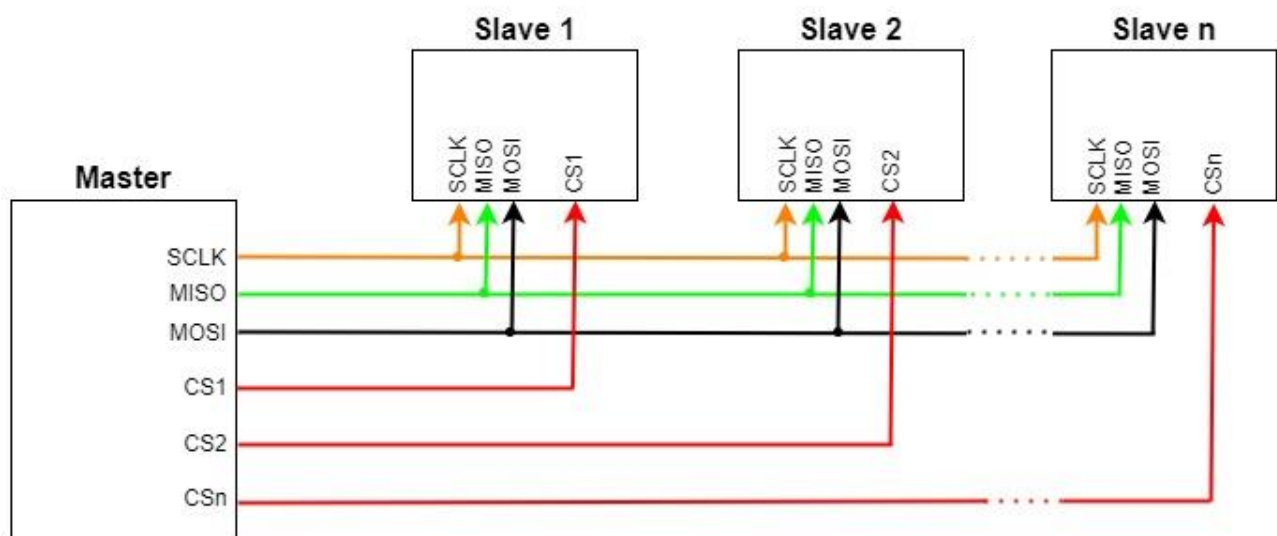 Slave 1
Slave 2
Slave n
SCLK
MISO
MOSI
CS1
SCLK
MISO
MOSI
CS2
SCLK
MISO
MOSI
CSn
Master
SCLK
MISO
MOSI
CS1
CS2
CSn